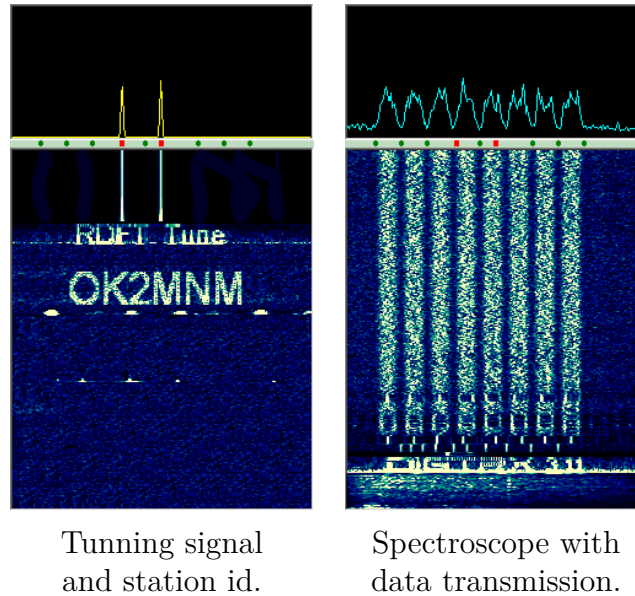 RDFT Tune
OK2MNM
Tunning signal
and station id.
Spectroscope with
data transmission.